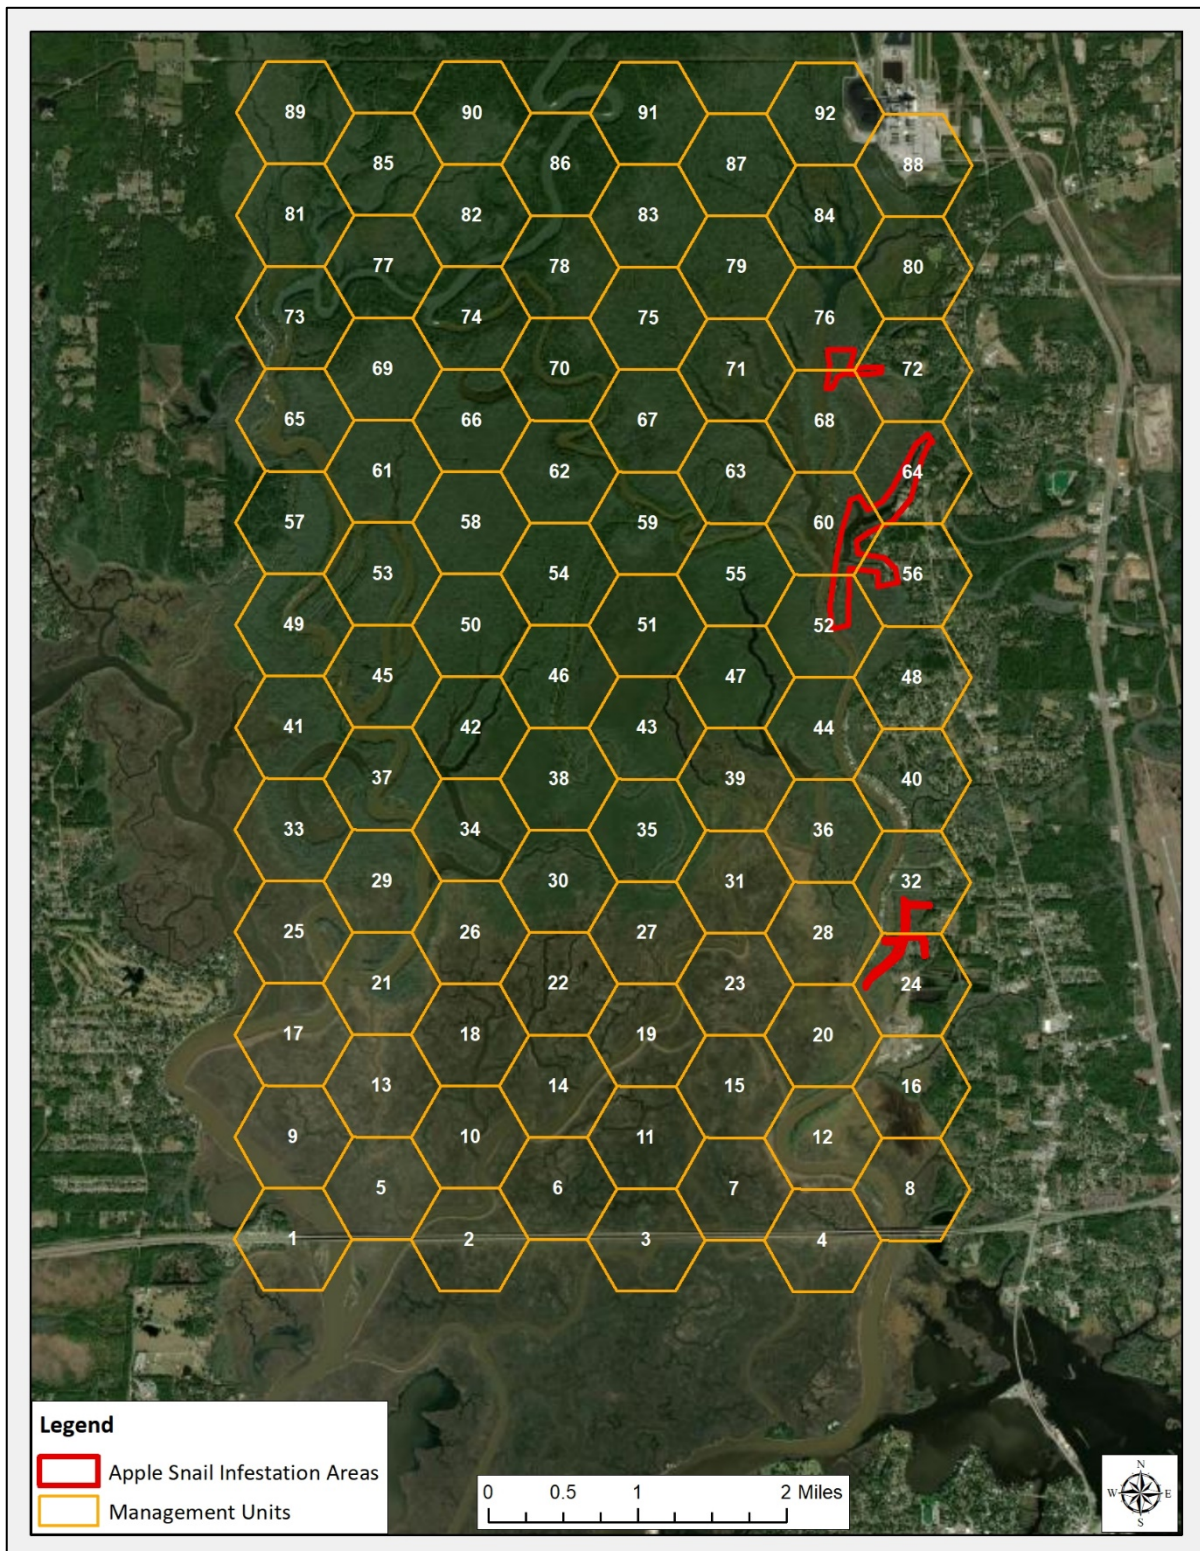 89 90 91 92
85 86 87 88
81 82 83 84
77 78 79 80
73 74 75 76
69 70 71 72
65 66 67 68
61 62 63 64
57 58 59 60
53 54 55 56
49 50 51 52
45 46 47 48
41 42 43 44
37 38 39 40
33 34 35 36
29 30 31 32
25 26 27 28
21 22 23 24
17 18 19 20
13 14 15 16
9 10 11 12
5 6 7 8
1 2 3 4
Legend
Apple Snail Infestation Areas
Management Units
0 0.5 1 2 Miles
N
W E
S